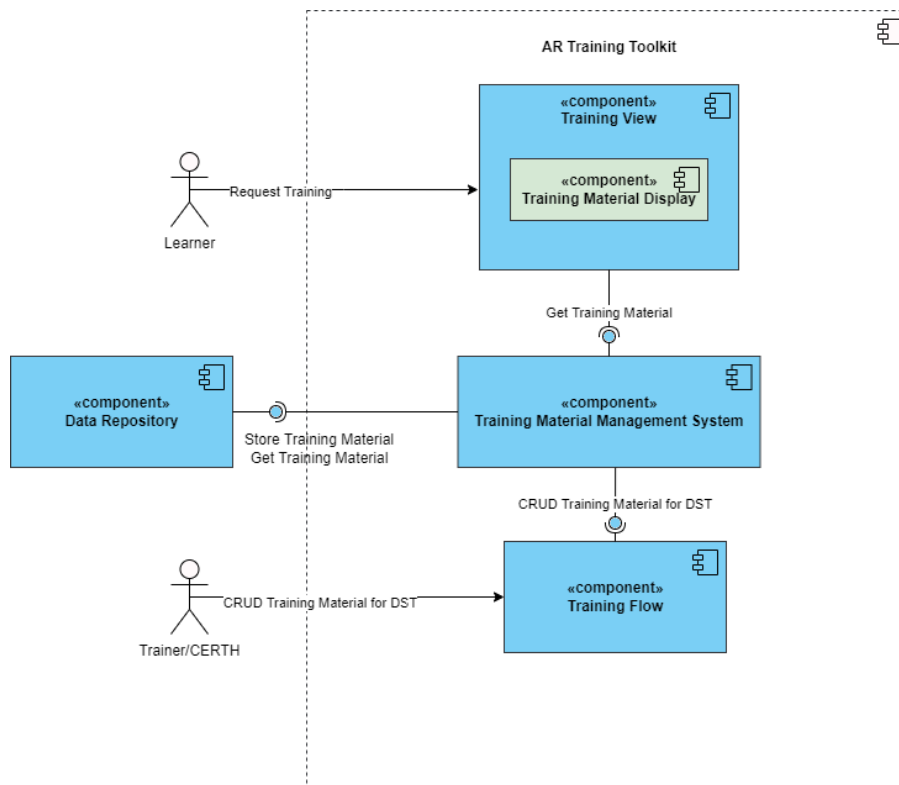 AR Training Toolkit
«component»
Training View
«component»
Training Material Display
Request Training
Learner
Get Training Material
«component»
Data Repository
«component»
Training Material Management System
Store Training Material
Get Training Material
CRUD Training Material for DST
«component»
Training Flow
CRUD Training Material for DST
Trainer/CERTH